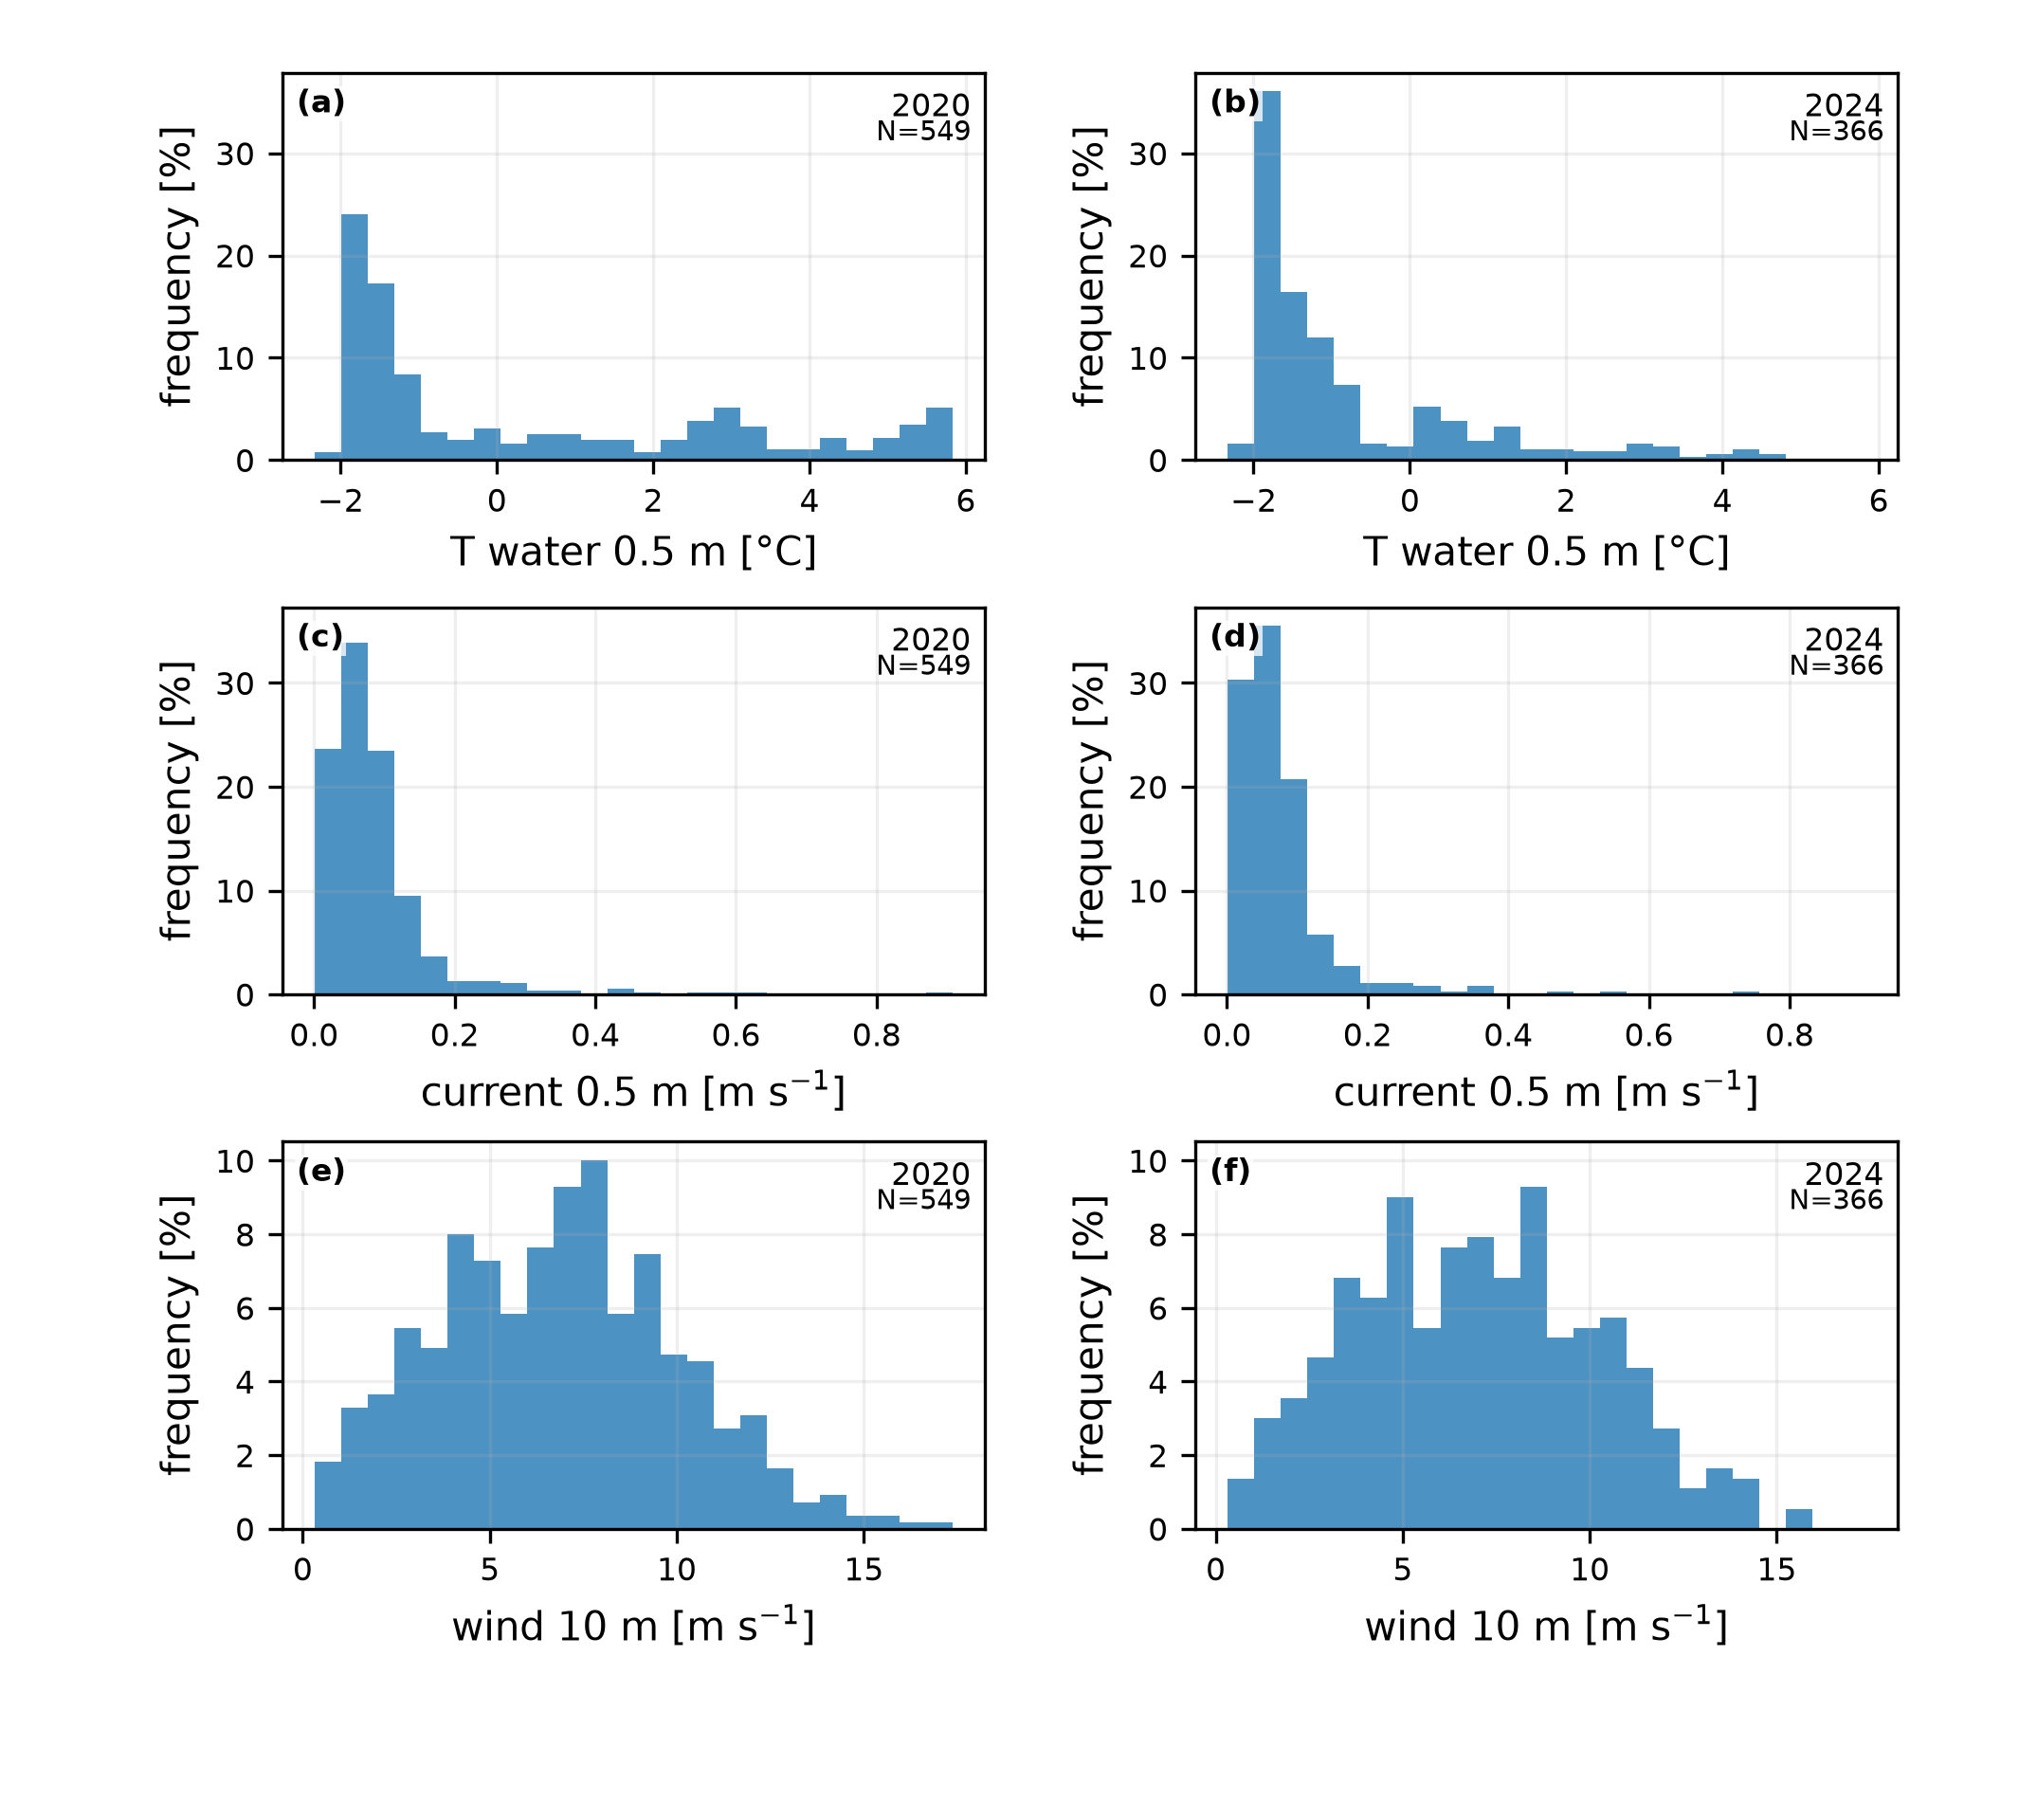 (a)
2020
N=549
frequency [%]
30
20
10
0
−2 0 2 4 6
T water 0.5 m [°C]
(b)
2024
N=366
frequency [%]
30
20
10
0
−2 0 2 4 6
T water 0.5 m [°C]
(c)
2020
N=549
frequency [%]
30
20
10
0
0.0 0.2 0.4 0.6 0.8
current 0.5 m [m s⁻¹]
(d)
2024
N=366
frequency [%]
30
20
10
0
0.0 0.2 0.4 0.6 0.8
current 0.5 m [m s⁻¹]
(e)
2020
N=549
frequency [%]
10
8
6
4
2
0
0 5 10 15
wind 10 m [m s⁻¹]
(f)
2024
N=366
frequency [%]
10
8
6
4
2
0
0 5 10 15
wind 10 m [m s⁻¹]